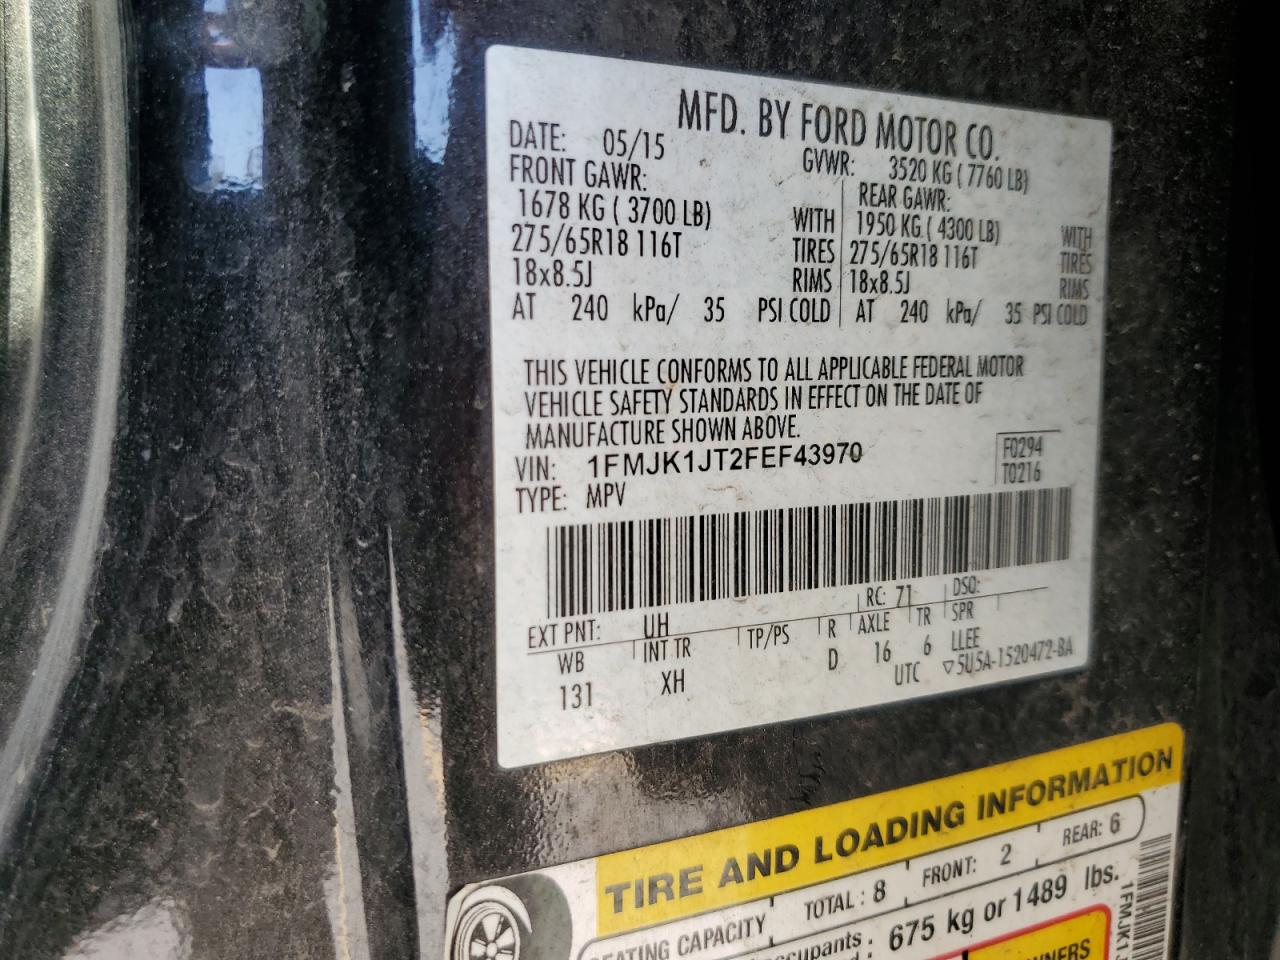 MFD. BY FORD MOTOR CO.
DATE: 05/15 GVWR: 3520 KG ( 7760 LB)
FRONT GAWR: REAR GAWR:
1678 KG ( 3700 LB) WITH 1950 KG ( 4300 LB) WITH
275/65R18 116T TIRES 275/65R18 116T TIRES
18x8.5J RIMS 18x8.5J RIMS
AT 240 kPa/ 35 PSI COLD AT 240 kPa/ 35 PSI COLD
THIS VEHICLE CONFORMS TO ALL APPLICABLE FEDERAL MOTOR
VEHICLE SAFETY STANDARDS IN EFFECT ON THE DATE OF
MANUFACTURE SHOWN ABOVE.
VIN: 1FMJK1JT2FEF43970 F0294
TYPE: MPV T0216
EXT PNT: UH RC: 71 DSO:
WB INT TR TP/PS R AXLE TR SPR
131 XH D 16 6 LLEE
UTC ▽5U5A-1520472-BA
TIRE AND LOADING INFORMATION
SEATING CAPACITY TOTAL : 8 FRONT: 2 REAR: 6
675 kg or 1489 lbs.